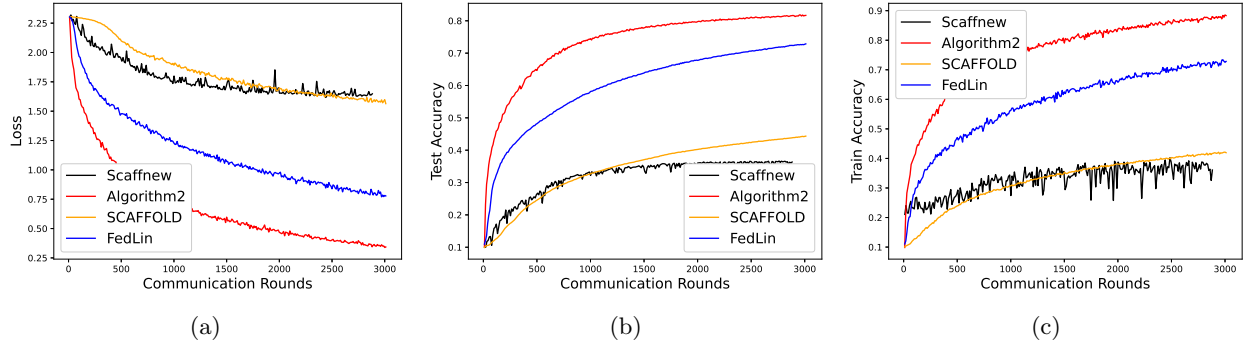 2.25
2.00
1.75
1.50
1.25
1.00
0.75
0.50
0.25
Loss
Scaffnew
Algorithm2
SCAFFOLD
FedLin
0 500 1000 1500 2000 2500 3000
Communication Rounds
(a)
0.8
0.7
0.6
0.5
0.4
0.3
0.2
0.1
Test Accuracy
Scaffnew
Algorithm2
SCAFFOLD
FedLin
0 500 1000 1500 2000 2500 3000
Communication Rounds
(b)
0.9
0.8
0.7
0.6
0.5
0.4
0.3
0.2
0.1
Train Accuracy
Scaffnew
Algorithm2
SCAFFOLD
FedLin
0 500 1000 1500 2000 2500 3000
Communication Rounds
(c)